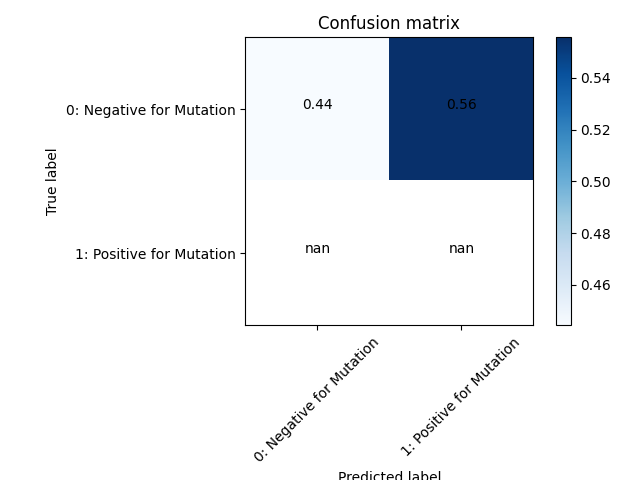 Confusion matrix
0: Negative for Mutation
0.44
0.56
0.54
0.52
0.50
0.48
0.46
True label
1: Positive for Mutation
nan
nan
0: Negative for Mutation
1: Positive for Mutation
Predicted label